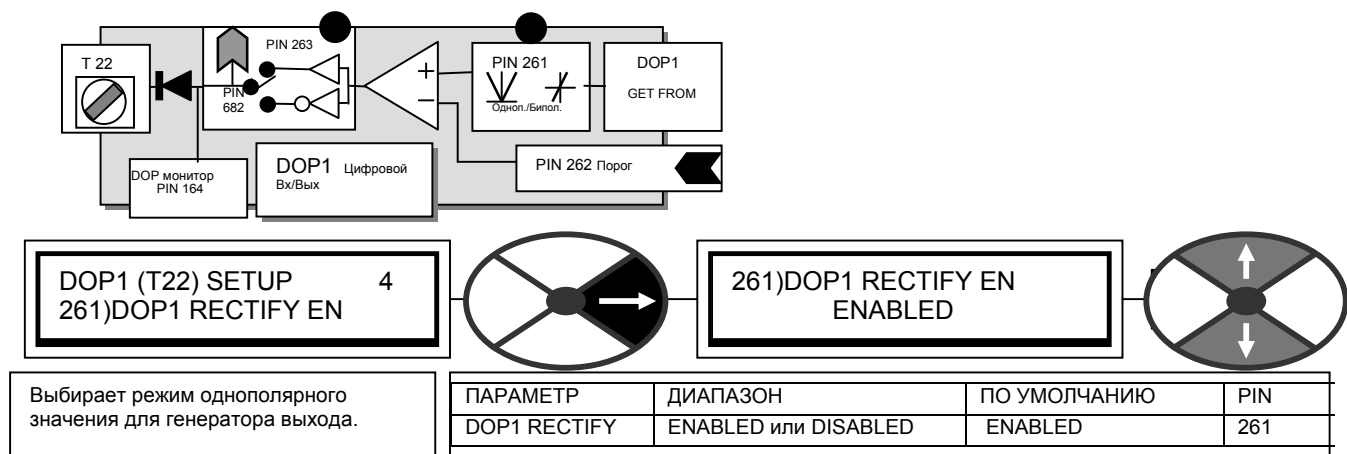 T 22
PIN 263
PIN
682
PIN 261
Одноп./Бипол.
DOP1
GET FROM
DOP монитор
PIN 164
DOP1 Цифровой
Вх/Вых
PIN 262 Порог
DOP1 (T22) SETUP 4
261)DOP1 RECTIFY EN
261)DOP1 RECTIFY EN
ENABLED
Выбирает режим однополярного
значения для генератора выхода.
ПАРАМЕТР ДИАПАЗОН ПО УМОЛЧАНИЮ PIN
DOP1 RECTIFY ENABLED или DISABLED ENABLED 261